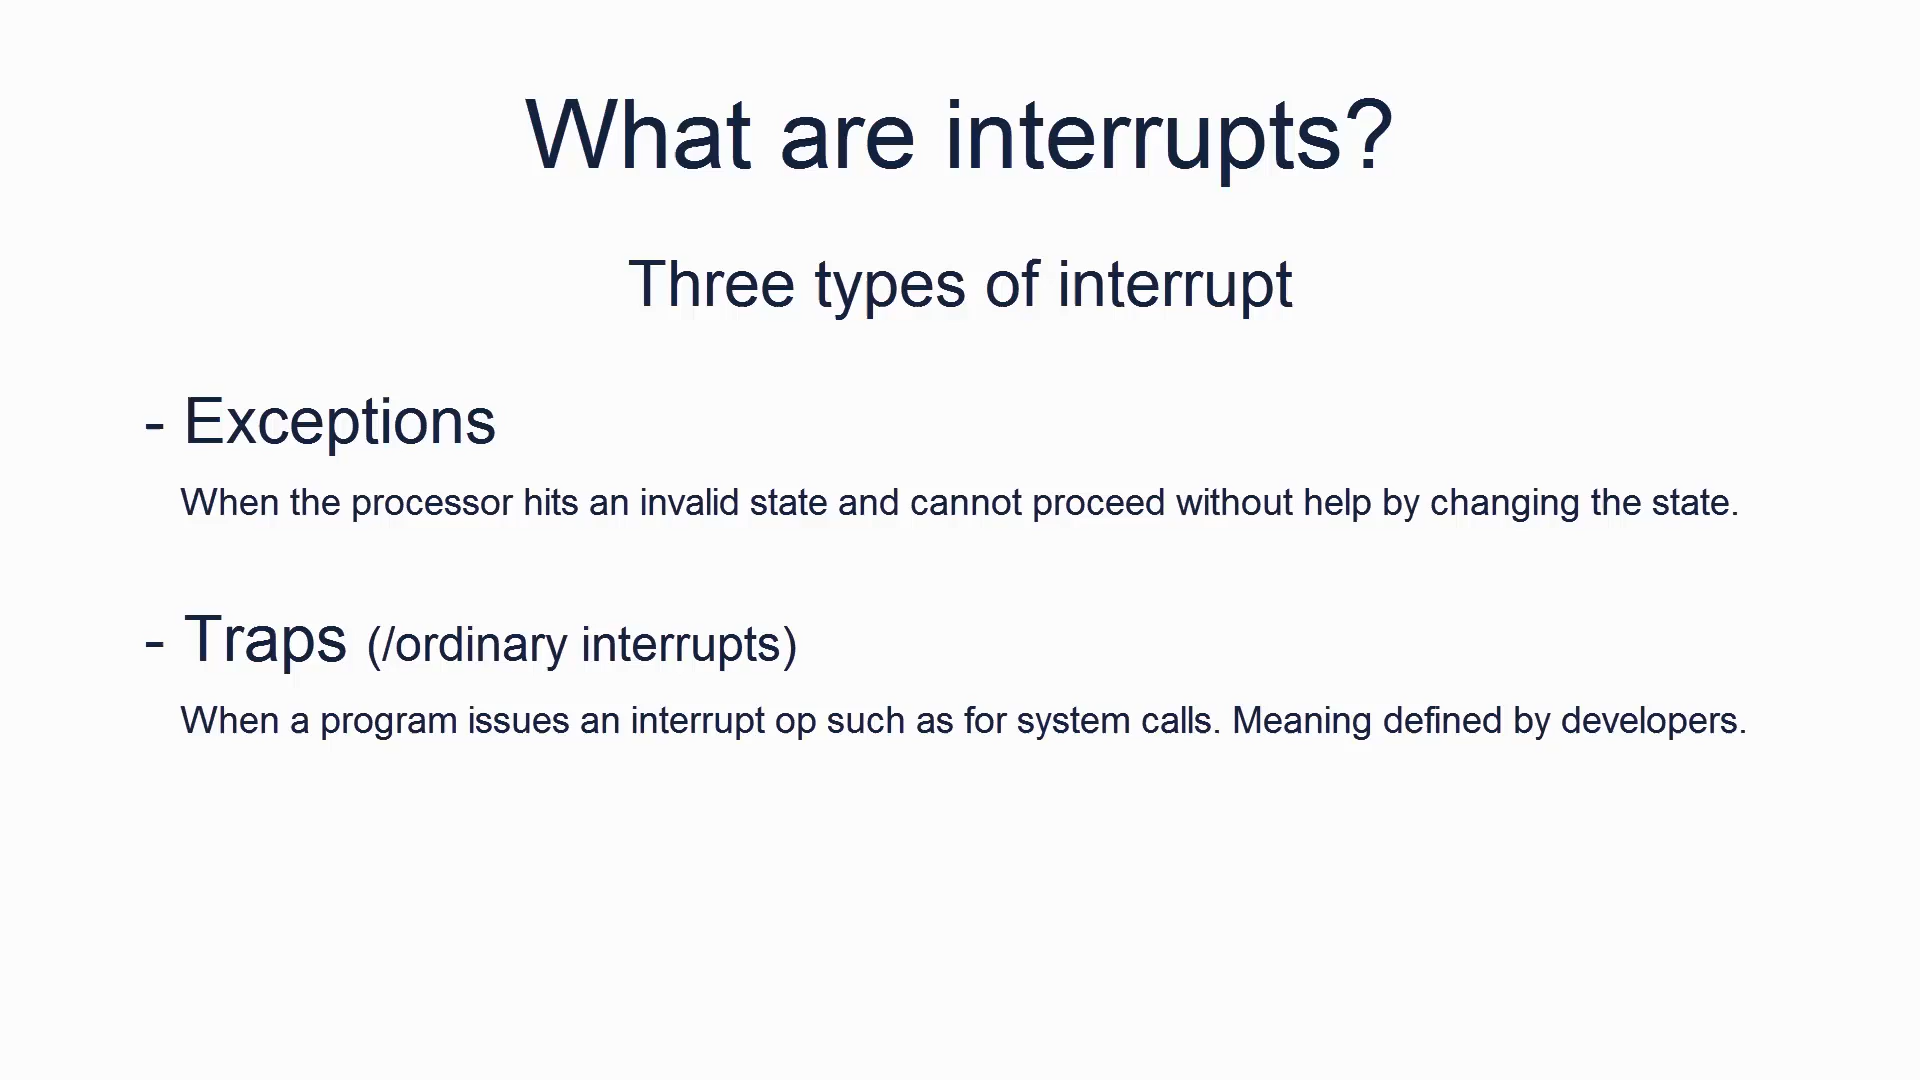 What are interrupts?
Three types of interrupt
- Exceptions
When the processor hits an invalid state and cannot proceed without help by changing the state.
- Traps (/ordinary interrupts)
When a program issues an interrupt op such as for system calls. Meaning defined by developers.